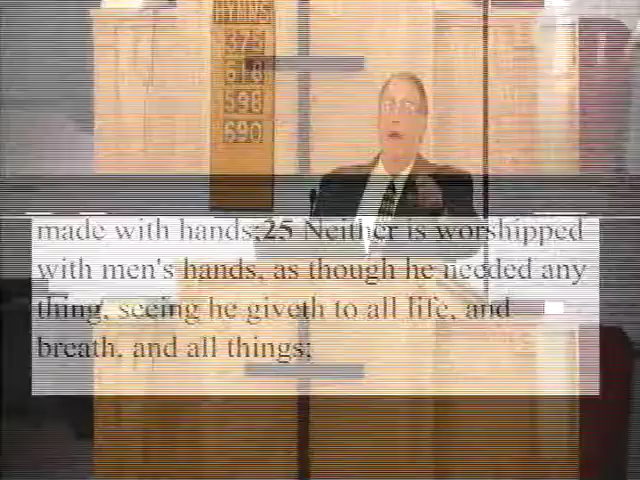 HYMNS
375
618
598
690
made with hands;25 Neither is worshipped
with men's hands, as though he needed any
thing, seeing he giveth to all life, and
breath, and all things;